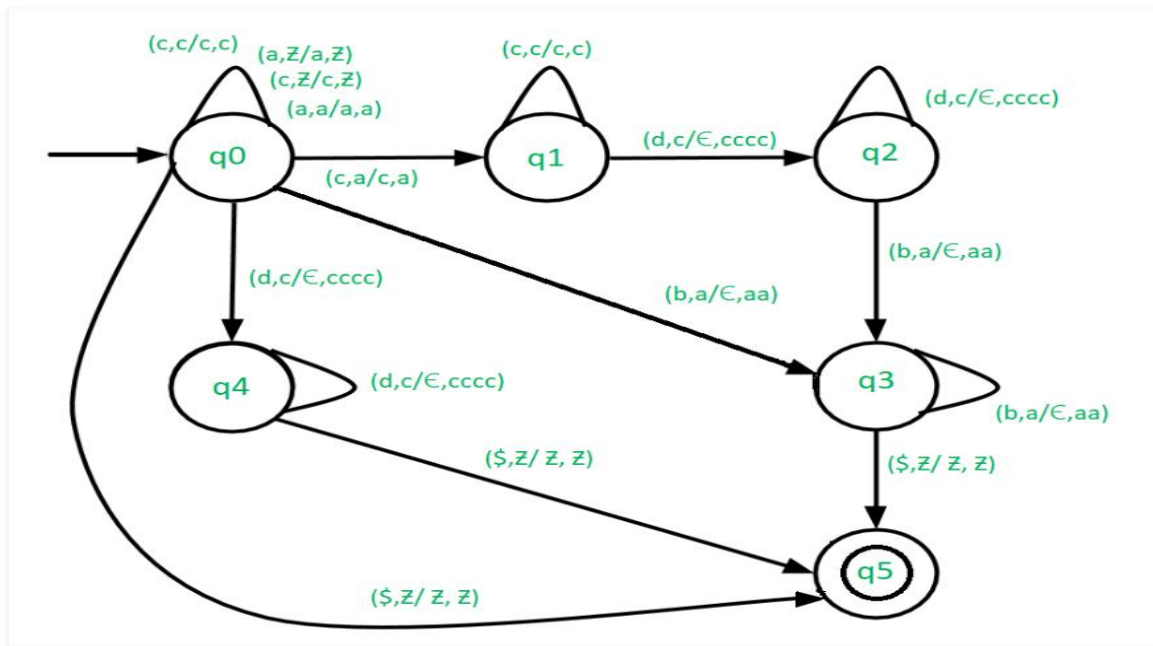 (c,c/c,c)
(a,Ƶ/a,Ƶ)
(c,Ƶ/c,Ƶ)
(a,a/a,a)
(c,c/c,c)
(d,c/∈,cccc)
q0
q1
q2
(d,c/∈,cccc)
(c,a/c,a)
(b,a/∈,aa)
(d,c/∈,cccc)
(b,a/∈,aa)
q4
(d,c/∈,cccc)
q3
(b,a/∈,aa)
($,Ƶ/ Ƶ, Ƶ)
($,Ƶ/ Ƶ, Ƶ)
q5
($,Ƶ/ Ƶ, Ƶ)